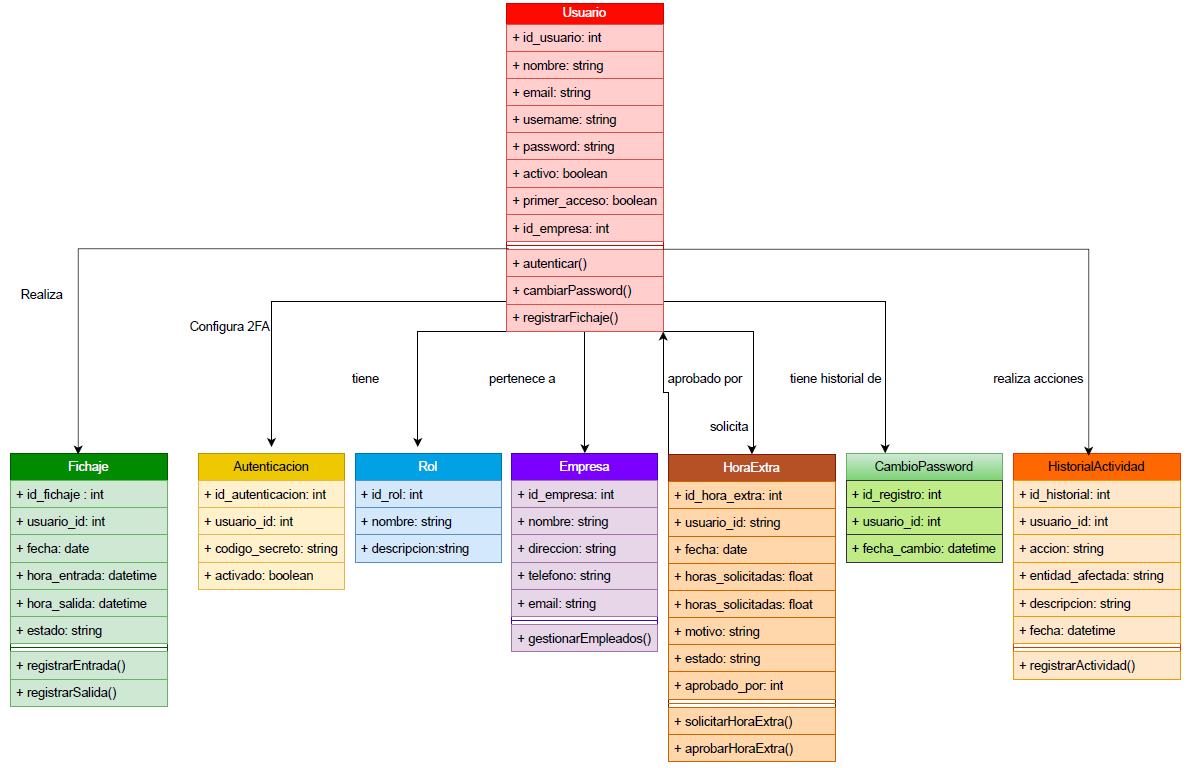 Usuario
+ id_usuario: int
+ nombre: string
+ email: string
+ username: string
+ password: string
+ activo: boolean
+ primer_acceso: boolean
+ id_empresa: int
+ autenticar()
+ cambiarPassword()
+ registrarFichaje()
Realiza
Configura 2FA
tiene
pertenece a
aprobado por
solicita
tiene historial de
realiza acciones
Fichaje
+ id_fichaje : int
+ usuario_id: int
+ fecha: date
+ hora_entrada: datetime
+ hora_salida: datetime
+ estado: string
+ registrarEntrada()
+ registrarSalida()
Autenticacion
+ id_autenticacion: int
+ usuario_id: int
+ codigo_secreto: string
+ activado: boolean
Rol
+ id_rol: int
+ nombre: string
+ descripcion:string
Empresa
+ id_empresa: int
+ nombre: string
+ direccion: string
+ telefono: string
+ email: string
+ gestionarEmpleados()
HoraExtra
+ id_hora_extra: int
+ usuario_id: string
+ fecha: date
+ horas_solicitadas: float
+ horas_solicitadas: float
+ motivo: string
+ estado: string
+ aprobado_por: int
+ solicitarHoraExtra()
+ aprobarHoraExtra()
CambioPassword
+ id_registro: int
+ usuario_id: int
+ fecha_cambio: datetime
HistorialActividad
+ id_historial: int
+ usuario_id: int
+ accion: string
+ entidad_afectada: string
+ descripcion: string
+ fecha: datetime
+ registrarActividad()